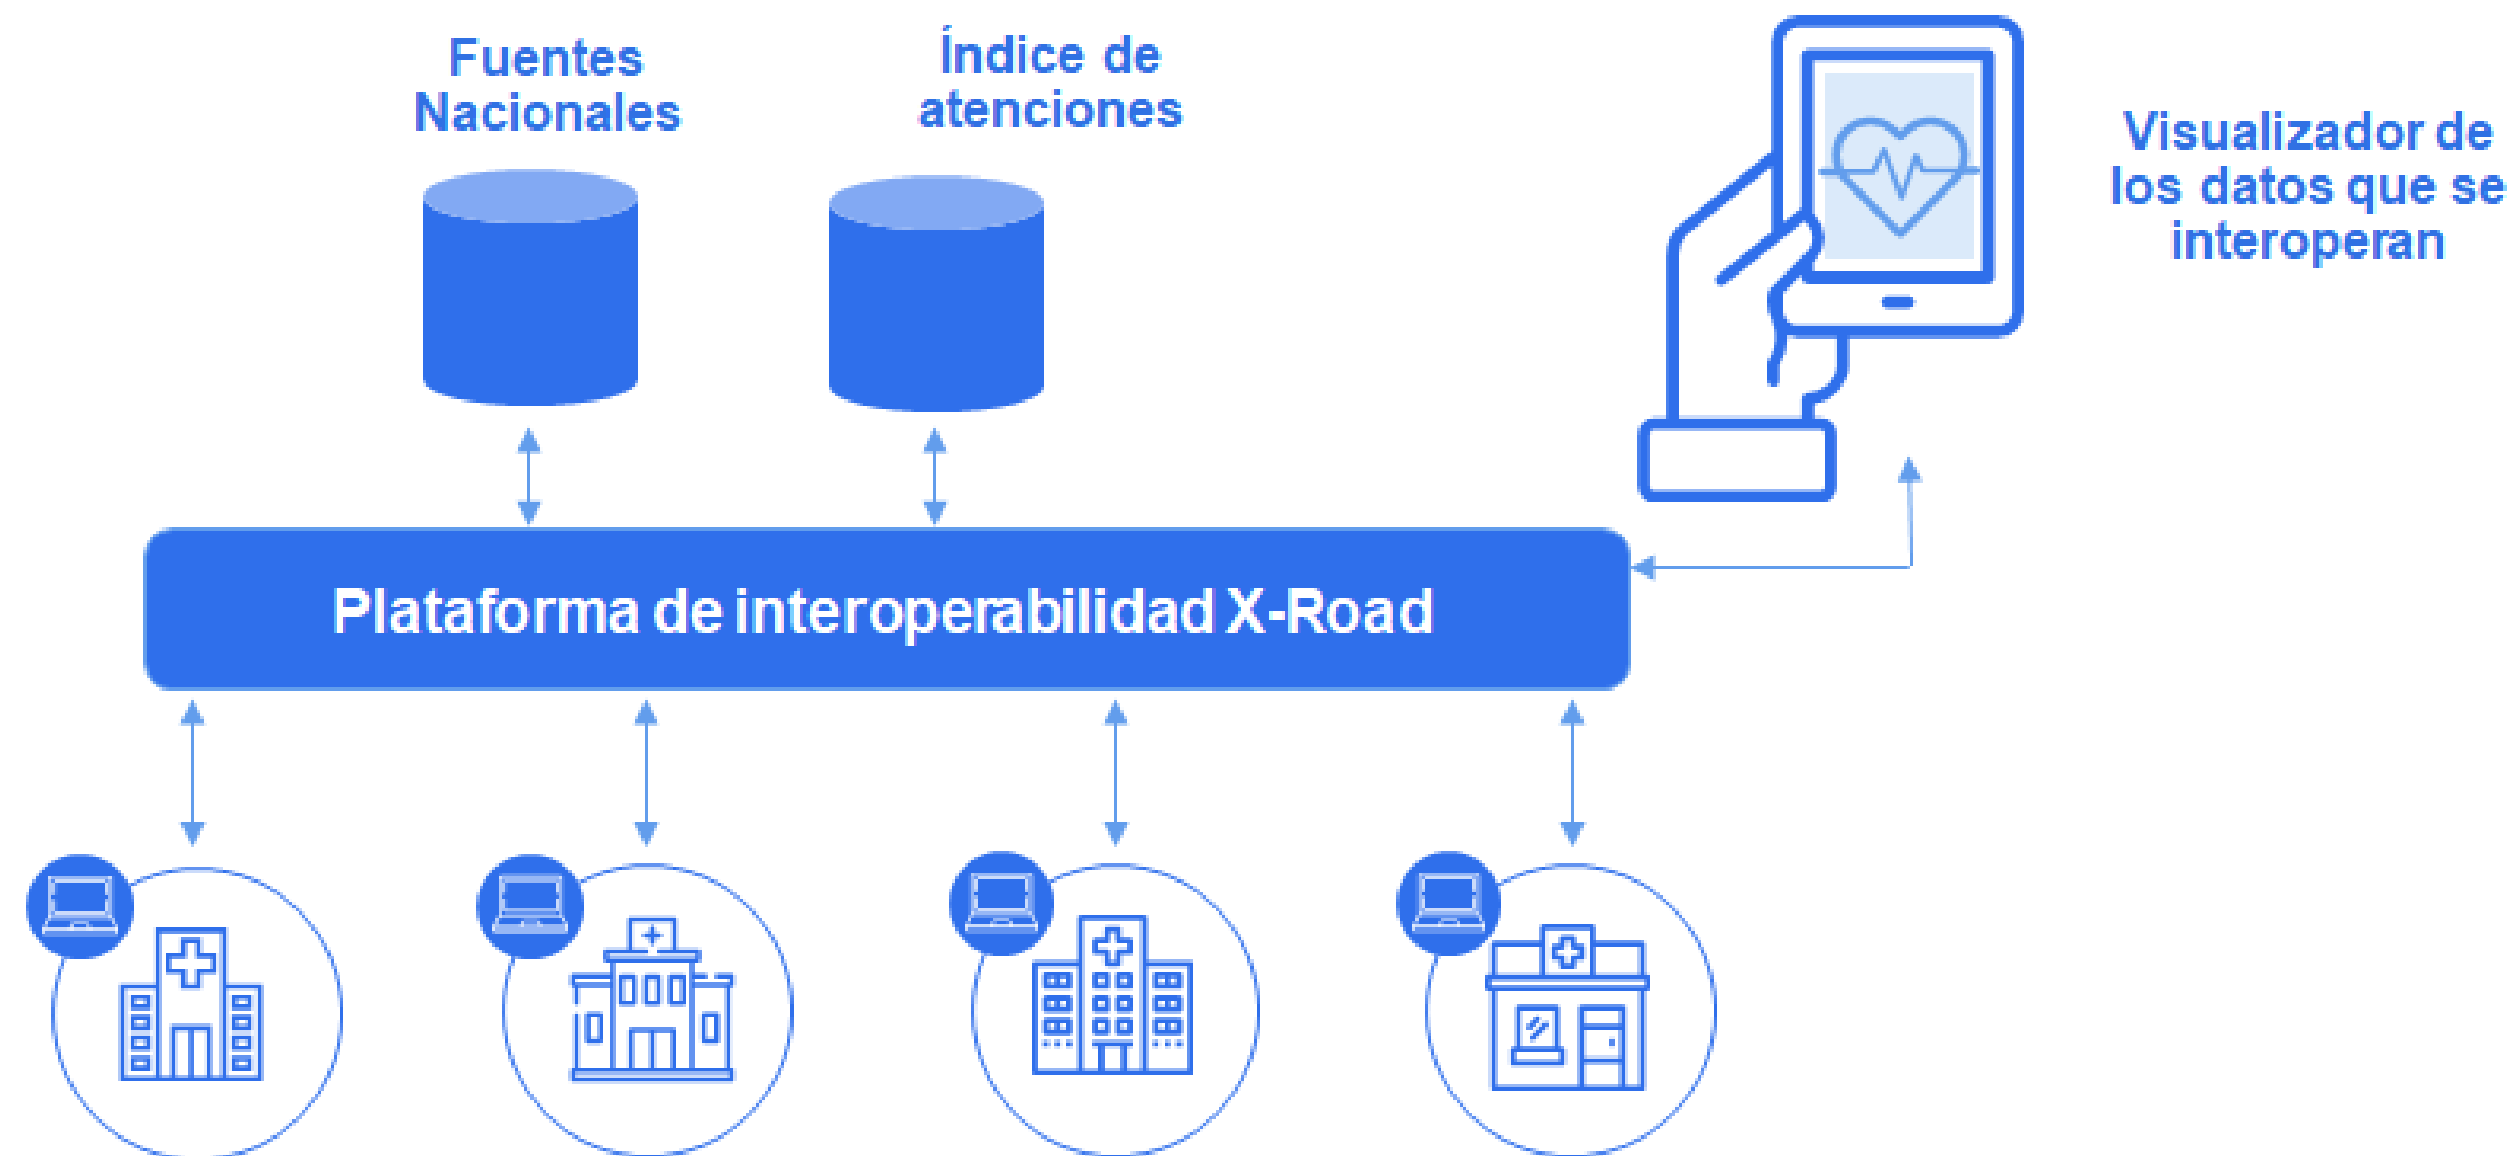 Fuentes
Nacionales
Índice de
atenciones
Visualizador de
los datos que se
interoperan
Plataforma de interoperabilidad X-Road